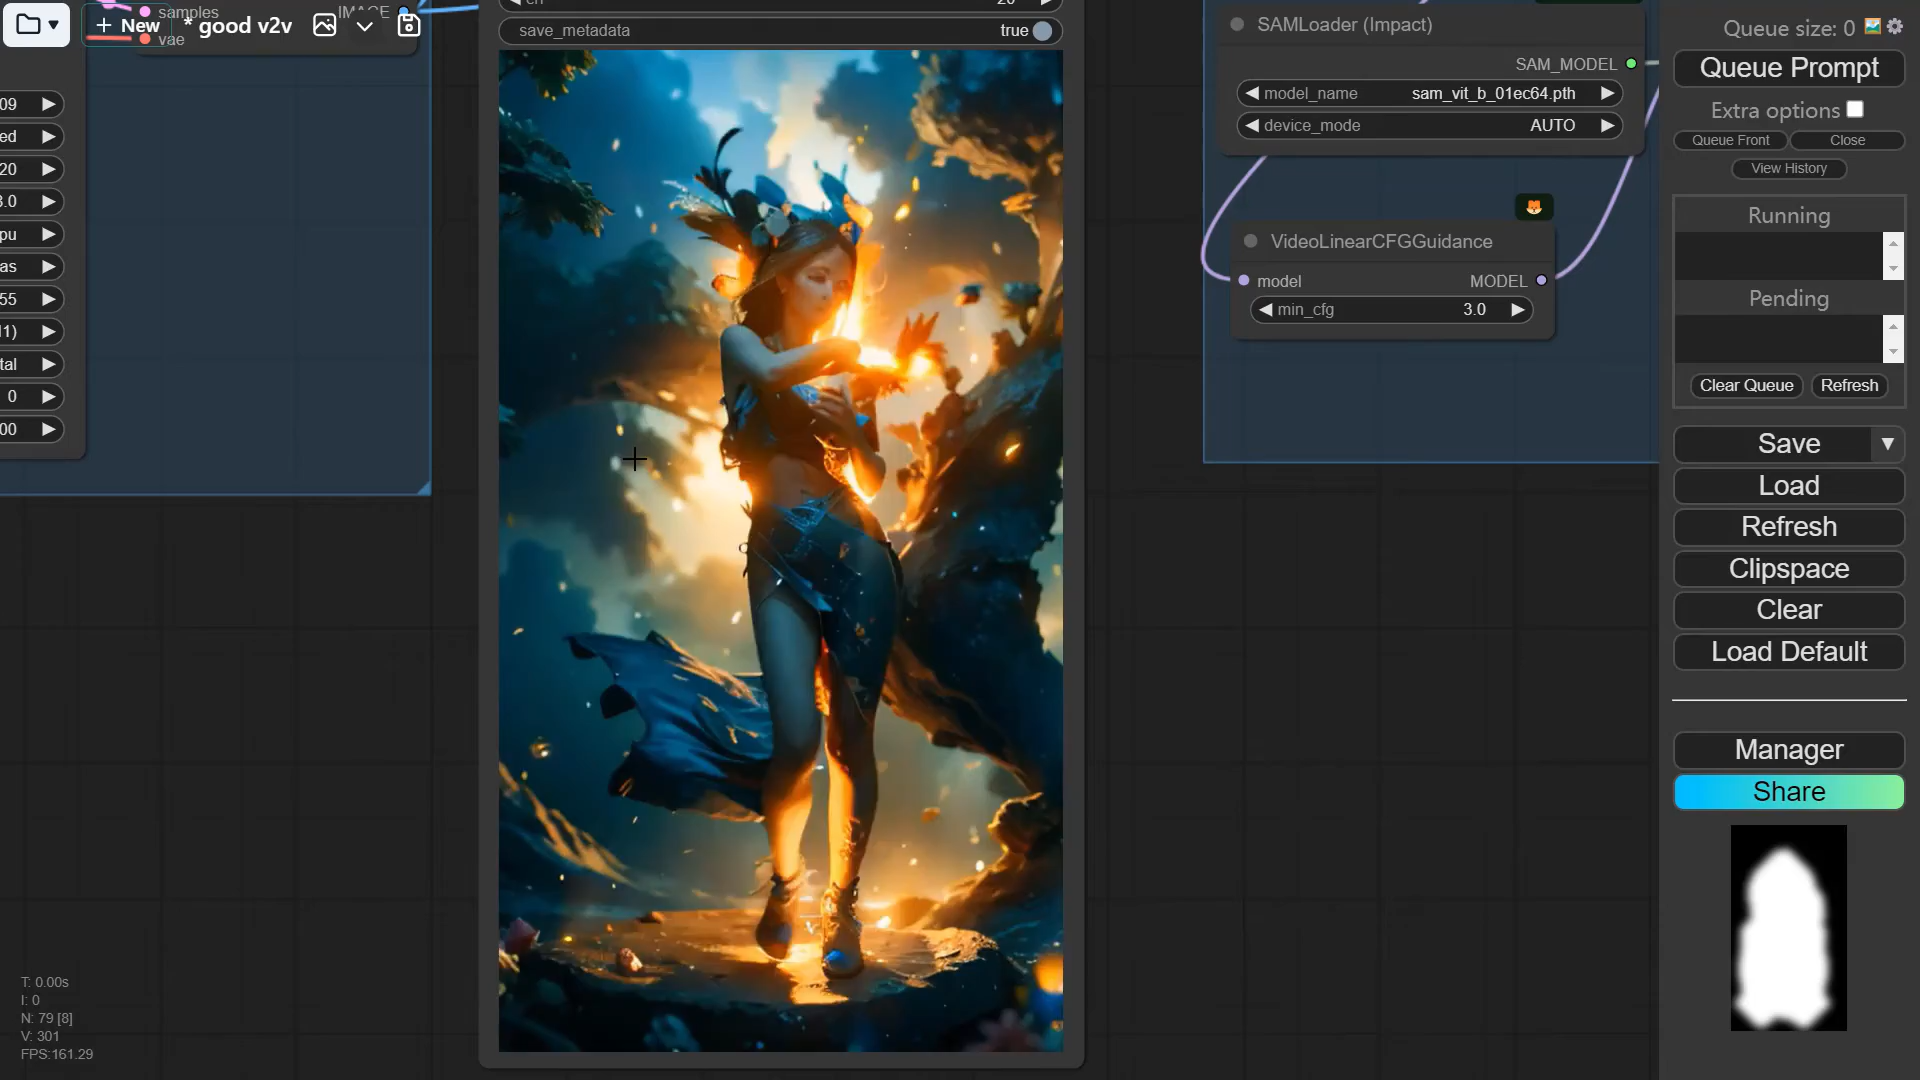 samples
IMAGE
New
* good v2v
vae
09
ed
20
3.0
pu
as
55
l1)
tal
0
00
20
save_metadata
true
SAMLoader (Impact)
SAM_MODEL
model_name
sam_vit_b_01ec64.pth
device_mode
AUTO
VideoLinearCFGGuidance
model
MODEL
min_cfg
3.0
Queue size: 0
Queue Prompt
Extra options
Queue Front
Close
View History
Running
Pending
Clear Queue
Refresh
Save
Load
Refresh
Clipspace
Clear
Load Default
Manager
Share
T: 0.00s
I: 0
N: 79 [8]
V: 301
FPS:161.29